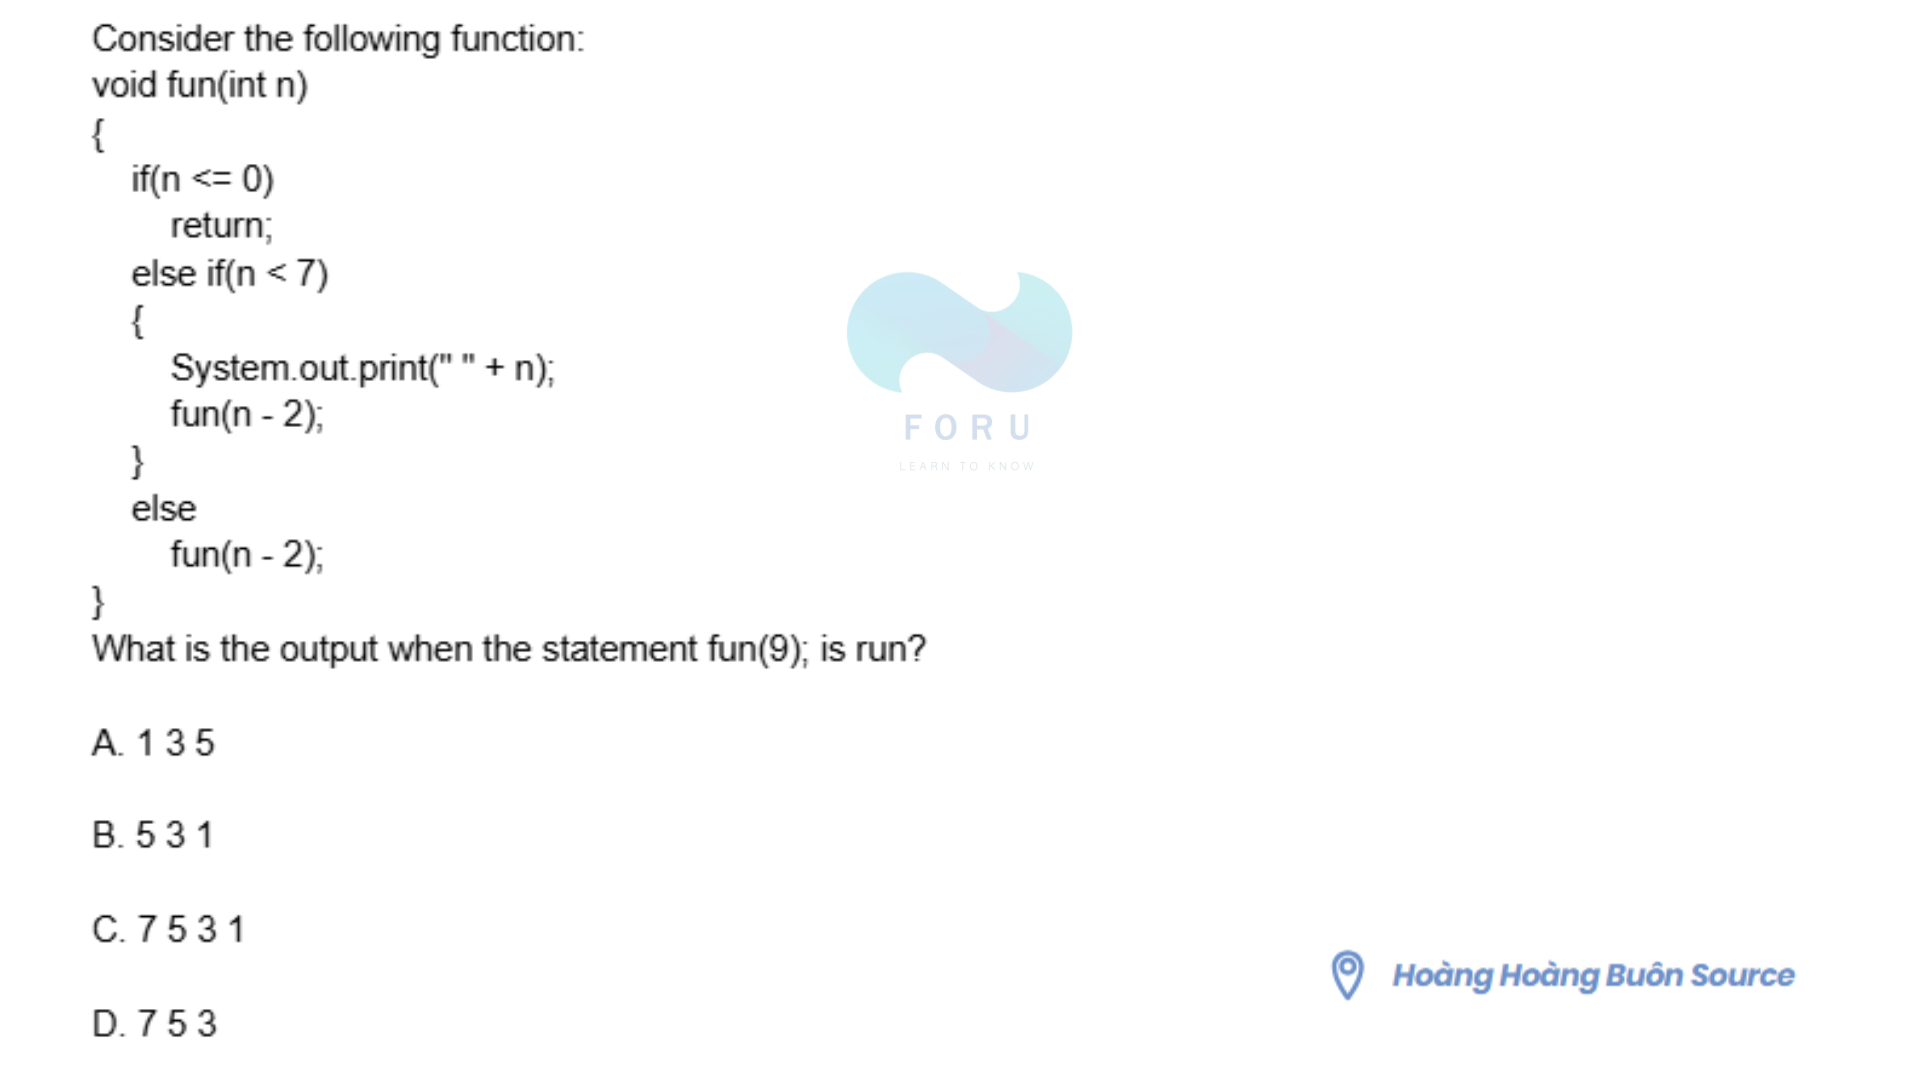 Consider the following function:
void fun(int n)
{
if(n <= 0)
return;
else if(n < 7)
{
System.out.print(" " + n);
fun(n - 2);
}
else
fun(n - 2);
}
What is the output when the statement fun(9); is run?
A. 1 3 5
B. 5 3 1
C. 7 5 3 1
D. 7 5 3
FORU
LEARN TO KNOW
Hoàng Hoàng Buôn Source